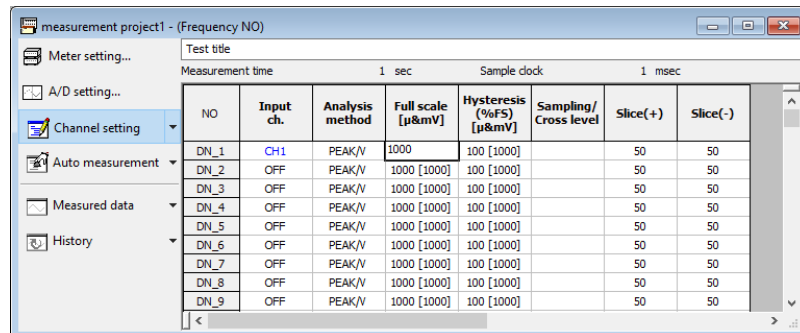 measurement project1 - (Frequency NO)
Meter setting...
A/D setting...
Channel setting
Auto measurement
Measured data
History
Test title
Measurement time 1 sec Sample clock 1 msec
NO Input ch. Analysis method Full scale [µ&mV] Hysteresis (%FS) [µ&mV] Sampling/ Cross level Slice(+) Slice(-)
DN_1 CH1 PEAK/V 1000 100 [1000] 50 50
DN_2 OFF PEAK/V 1000 [1000] 100 [1000] 50 50
DN_3 OFF PEAK/V 1000 [1000] 100 [1000] 50 50
DN_4 OFF PEAK/V 1000 [1000] 100 [1000] 50 50
DN_5 OFF PEAK/V 1000 [1000] 100 [1000] 50 50
DN_6 OFF PEAK/V 1000 [1000] 100 [1000] 50 50
DN_7 OFF PEAK/V 1000 [1000] 100 [1000] 50 50
DN_8 OFF PEAK/V 1000 [1000] 100 [1000] 50 50
DN_9 OFF PEAK/V 1000 [1000] 100 [1000] 50 50